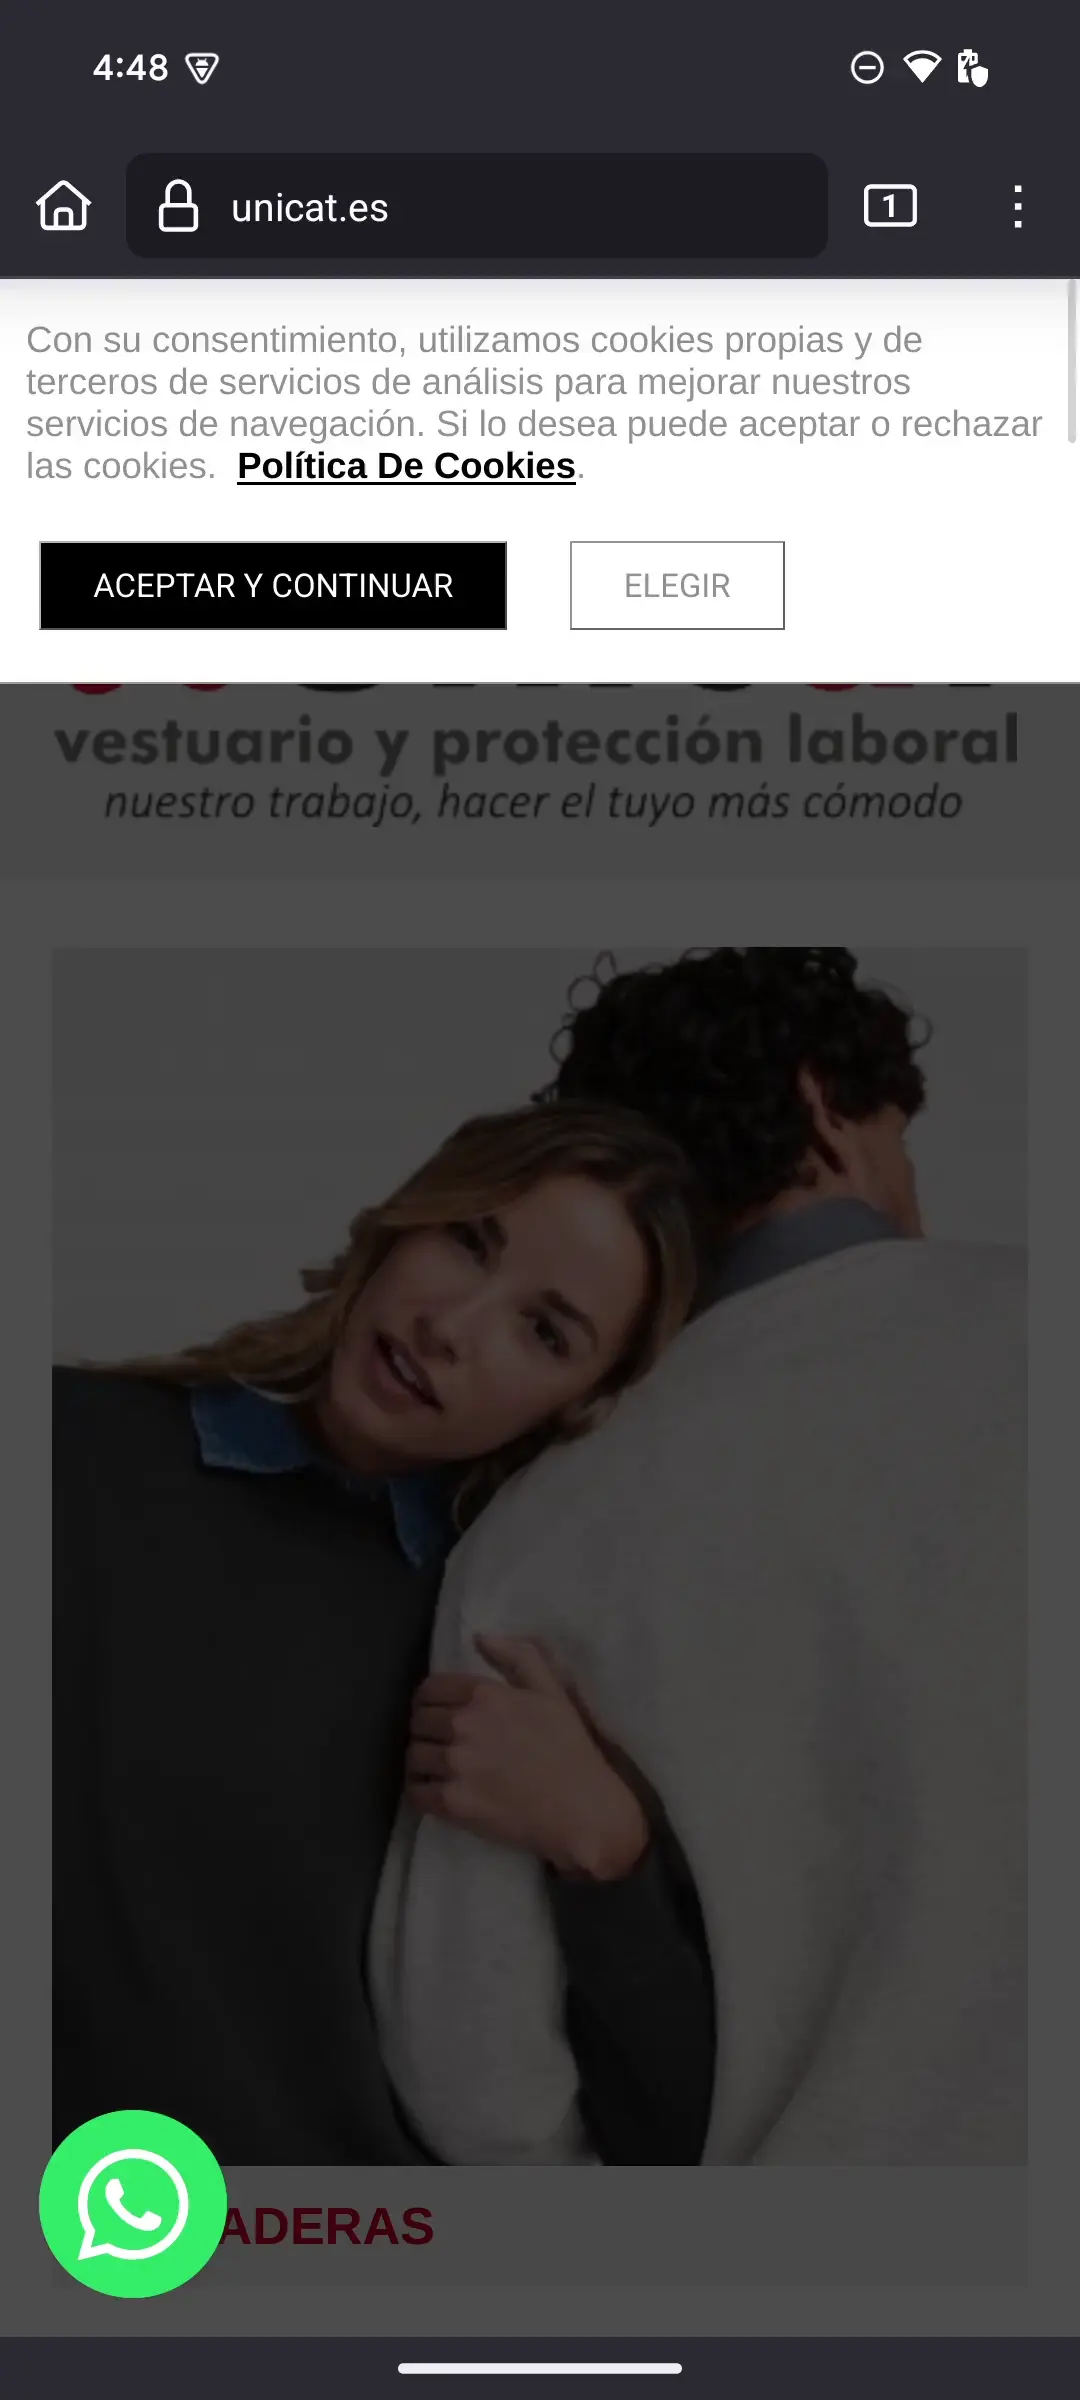 4:48
unicat.es
1
Con su consentimiento, utilizamos cookies propias y de
terceros de servicios de análisis para mejorar nuestros
servicios de navegación. Si lo desea puede aceptar o rechazar
las cookies. Política De Cookies.
ACEPTAR Y CONTINUAR
ELEGIR
vestuario y protección laboral
nuestro trabajo, hacer el tuyo más cómodo
ADERAS